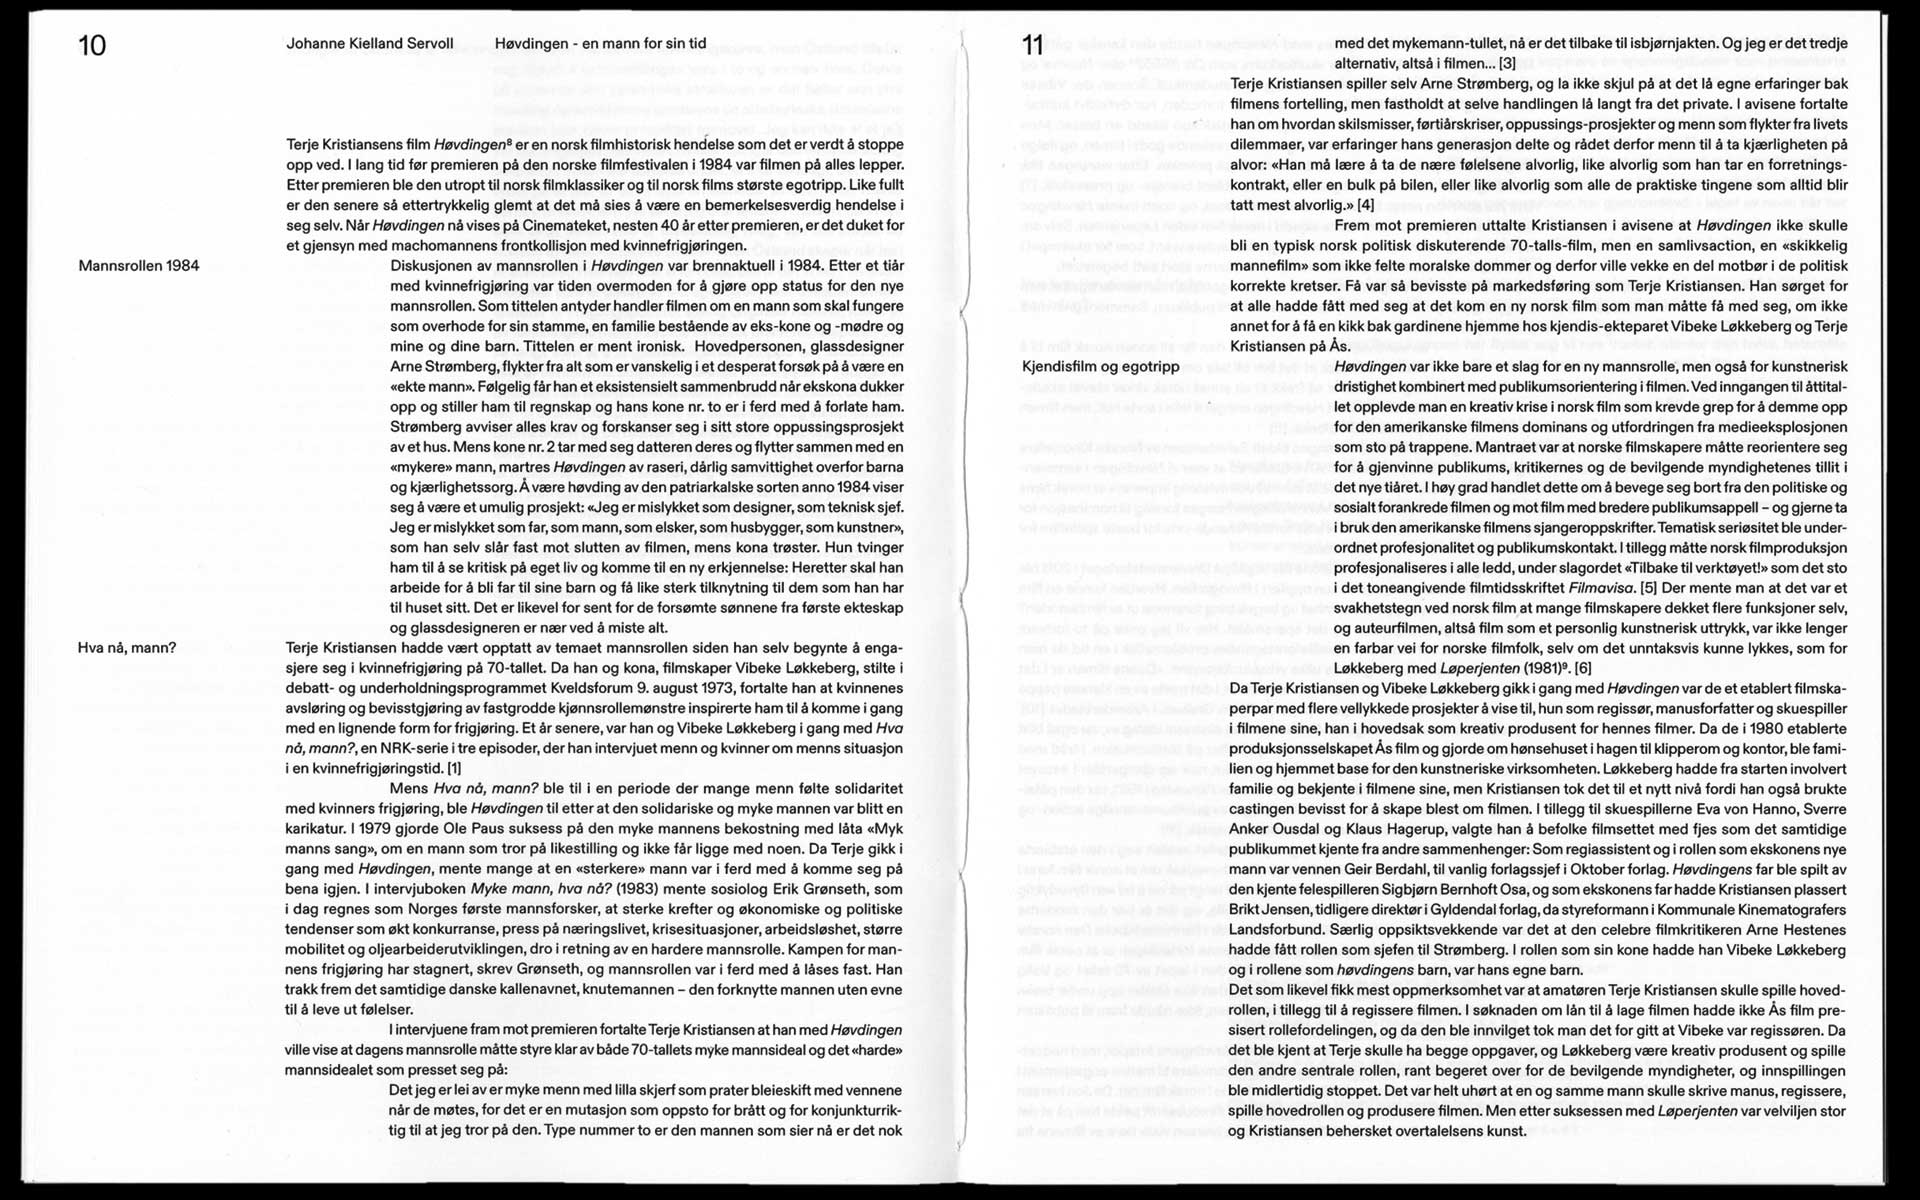 10
Johanne Kielland Servoll
Høvdingen - en mann for sin tid
Terje Kristiansens film Høvdingen⁸ er en norsk filmhistorisk hendelse som det er verdt å stoppe
opp ved. I lang tid før premieren på den norske filmfestivalen i 1984 var filmen på alles lepper.
Etter premieren ble den utropt til norsk filmklassiker og til norsk films største egotripp. Like fullt
er den senere så ettertrykkelig glemt at det må sies å være en bemerkelsesverdig hendelse i
seg selv. Når Høvdingen nå vises på Cinemateket, nesten 40 år etter premieren, er det duket for
et gjensyn med machomannens frontkollisjon med kvinnefrigjøringen.
Mannsrollen 1984
Diskusjonen av mannsrollen i Høvdingen var brennaktuell i 1984. Etter et tiår
med kvinnefrigjøring var tiden overmoden for å gjøre opp status for den nye
mannsrollen. Som tittelen antyder handler filmen om en mann som skal fungere
som overhode for sin stamme, en familie bestående av eks-kone og -mødre og
mine og dine barn. Tittelen er ment ironisk. Hovedpersonen, glassdesigner
Arne Strømberg, flykter fra alt som er vanskelig i et desperat forsøk på å være en
«ekte mann». Følgelig får han et eksistensielt sammenbrudd når ekskona dukker
opp og stiller ham til regnskap og hans kone nr. to er i ferd med å forlate ham.
Strømberg avviser alles krav og forskanser seg i sitt store oppussingsprosjekt
av et hus. Mens kone nr. 2 tar med seg datteren deres og flytter sammen med en
«mykere» mann, martres Høvdingen av raseri, dårlig samvittighet overfor barna
og kjærlighetssorg. Å være høvding av den patriarkalske sorten anno 1984 viser
seg å være et umulig prosjekt: «Jeg er mislykket som designer, som teknisk sjef.
Jeg er mislykket som far, som mann, som elsker, som husbygger, som kunstner»,
som han selv slår fast mot slutten av filmen, mens kona trøster. Hun tvinger
ham til å se kritisk på eget liv og komme til en ny erkjennelse: Heretter skal han
arbeide for å bli far til sine barn og få like sterk tilknytning til dem som han har
til huset sitt. Det er likevel for sent for de forsømte sønnene fra første ekteskap
og glassdesigneren er nær ved å miste alt.
Hva nå, mann?
Terje Kristiansen hadde vært opptatt av temaet mannsrollen siden han selv begynte å enga-
sjere seg i kvinnefrigjøring på 70-tallet. Da han og kona, filmskaper Vibeke Løkkeberg, stilte i
debatt- og underholdningsprogrammet Kveldsforum 9. august 1973, fortalte han at kvinnenes
avsløring og bevisstgjøring av fastgrodde kjønnsrollemønstre inspirerte ham til å komme i gang
med en lignende form for frigjøring. Et år senere, var han og Vibeke Løkkeberg i gang med Hva
nå, mann?, en NRK-serie i tre episoder, der han intervjuet menn og kvinner om menns situasjon
i en kvinnefrigjøringstid. [1]
Mens Hva nå, mann? ble til i en periode der mange menn følte solidaritet
med kvinners frigjøring, ble Høvdingen til etter at den solidariske og myke mannen var blitt en
karikatur. I 1979 gjorde Ole Paus suksess på den myke mannens bekostning med låta «Myk
manns sang», om en mann som tror på likestilling og ikke får ligge med noen. Da Terje gikk i
gang med Høvdingen, mente mange at en «sterkere» mann var i ferd med å komme seg på
bena igjen. I intervjuboken Myke mann, hva nå? (1983) mente sosiolog Erik Grønseth, som
i dag regnes som Norges første mannsforsker, at sterke krefter og økonomiske og politiske
tendenser som økt konkurranse, press på næringslivet, krisesituasjoner, arbeidsløshet, større
mobilitet og oljearbeiderutviklingen, dro i retning av en hardere mannsrolle. Kampen for man-
nens frigjøring har stagnert, skrev Grønseth, og mannsrollen var i ferd med å låses fast. Han
trakk frem det samtidige danske kallenavnet, knutemannen – den forknytte mannen uten evne
til å leve ut følelser.
I intervjuene fram mot premieren fortalte Terje Kristiansen at han med Høvdingen
ville vise at dagens mannsrolle måtte styre klar av både 70-tallets myke mannsideal og det «harde»
mannsidealet som presset seg på:
Det jeg er lei av er myke menn med lilla skjerf som prater bleieskift med vennene
når de møtes, for det er en mutasjon som oppsto for brått og for konjunkturrik-
tig til at jeg tror på den. Type nummer to er den mannen som sier nå er det nok
11
med det mykemann-tullet, nå er det tilbake til isbjørnjakten. Og jeg er det tredje
alternativ, altså i filmen... [3]
Terje Kristiansen spiller selv Arne Strømberg, og la ikke skjul på at det lå egne erfaringer bak
filmens fortelling, men fastholdt at selve handlingen lå langt fra det private. I avisene fortalte
han om hvordan skilsmisser, førtiårskriser, oppussings-prosjekter og menn som flykter fra livets
dilemmaer, var erfaringer hans generasjon delte og rådet derfor menn til å ta kjærligheten på
alvor: «Han må lære å ta de nære følelsene alvorlig, like alvorlig som han tar en forretnings-
kontrakt, eller en bulk på bilen, eller like alvorlig som alle de praktiske tingene som alltid blir
tatt mest alvorlig.» [4]
Frem mot premieren uttalte Kristiansen i avisene at Høvdingen ikke skulle
bli en typisk norsk politisk diskuterende 70-talls-film, men en samlivsaction, en «skikkelig
mannefilm» som ikke felte moralske dommer og derfor ville vekke en del motbør i de politisk
korrekte kretser. Få var så bevisste på markedsføring som Terje Kristiansen. Han sørget for
at alle hadde fått med seg at det kom en ny norsk film som man måtte få med seg, om ikke
annet for å få en kikk bak gardinene hjemme hos kjendis-ekteparet Vibeke Løkkeberg og Terje
Kristiansen på Ås.
Kjendisfilm og egotripp
Høvdingen var ikke bare et slag for en ny mannsrolle, men også for kunstnerisk
dristighet kombinert med publikumsorientering i filmen. Ved inngangen til åttital-
let opplevde man en kreativ krise i norsk film som krevde grep for å demme opp
for den amerikanske filmens dominans og utfordringen fra medieeksplosjonen
som sto på trappene. Mantraet var at norske filmskapere måtte reorientere seg
for å gjenvinne publikums, kritikernes og de bevilgende myndighetenes tillit i
det nye tiåret. I høy grad handlet dette om å bevege seg bort fra den politiske og
sosialt forankrede filmen og mot film med bredere publikumsappell – og gjerne ta
i bruk den amerikanske filmens sjangeroppskrifter. Tematisk seriøsitet ble under-
ordnet profesjonalitet og publikumskontakt. I tillegg måtte norsk filmproduksjon
profesjonaliseres i alle ledd, under slagordet «Tilbake til verktøyet!» som det sto
i det toneangivende filmtidsskriftet Filmavisa. [5] Der mente man at det var et
svakhetstegn ved norsk film at mange filmskapere dekket flere funksjoner selv,
og auteurfilmen, altså film som et personlig kunstnerisk uttrykk, var ikke lenger
en farbar vei for norske filmfolk, selv om det unntaksvis kunne lykkes, som for
Løkkeberg med Løperjenten (1981)⁹. [6]
Da Terje Kristiansen og Vibeke Løkkeberg gikk i gang med Høvdingen var de et etablert filmska-
perpar med flere vellykkede prosjekter å vise til, hun som regissør, manusforfatter og skuespiller
i filmene sine, han i hovedsak som kreativ produsent for hennes filmer. Da de i 1980 etablerte
produksjonsselskapet Ås film og gjorde om hønsehuset i hagen til klipperom og kontor, ble fami-
lien og hjemmet base for den kunstneriske virksomheten. Løkkeberg hadde fra starten involvert
familie og bekjente i filmene sine, men Kristiansen tok det til et nytt nivå fordi han også brukte
castingen bevisst for å skape blest om filmen. I tillegg til skuespillerne Eva von Hanno, Sverre
Anker Ousdal og Klaus Hagerup, valgte han å befolke filmsettet med fjes som det samtidige
publikummet kjente fra andre sammenhenger: Som regiassistent og i rollen som ekskonens nye
mann var vennen Geir Berdahl, til vanlig forlagssjef i Oktober forlag. Høvdingens far ble spilt av
den kjente felespilleren Sigbjørn Bernhoft Osa, og som ekskonens far hadde Kristiansen plassert
Brikt Jensen, tidligere direktør i Gyldendal forlag, da styreformann i Kommunale Kinematografers
Landsforbund. Særlig oppsiktsvekkende var det at den celebre filmkritikeren Arne Hestenes
hadde fått rollen som sjefen til Strømberg. I rollen som sin kone hadde han Vibeke Løkkeberg
og i rollene som høvdingens barn, var hans egne barn.
Det som likevel fikk mest oppmerksomhet var at amatøren Terje Kristiansen skulle spille hoved-
rollen, i tillegg til å regissere filmen. I søknaden om lån til å lage filmen hadde ikke Ås film pre-
sisert rollefordelingen, og da den ble innvilget tok man det for gitt at Vibeke var regissøren. Da
det ble kjent at Terje skulle ha begge oppgaver, og Løkkeberg være kreativ produsent og spille
den andre sentrale rollen, rant begeret over for de bevilgende myndigheter, og innspillingen
ble midlertidig stoppet. Det var helt uhørt at en og samme mann skulle skrive manus, regissere,
spille hovedrollen og produsere filmen. Men etter suksessen med Løperjenten var velviljen stor
og Kristiansen behersket overtalelsens kunst.